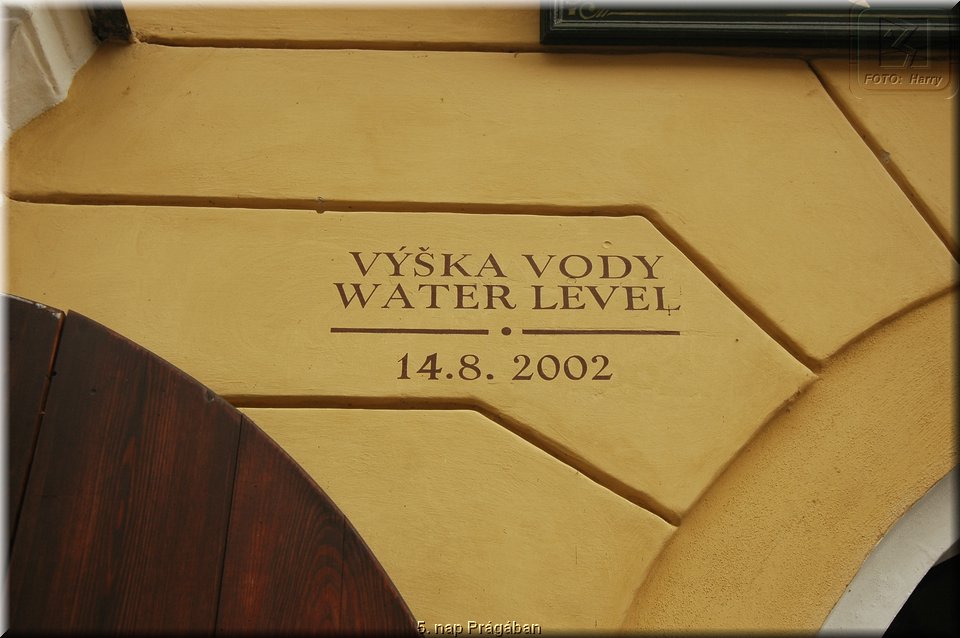 FOTO: Harry
VÝŠKA VODY
WATER LEVEL
14.8. 2002
5. nap Prágában